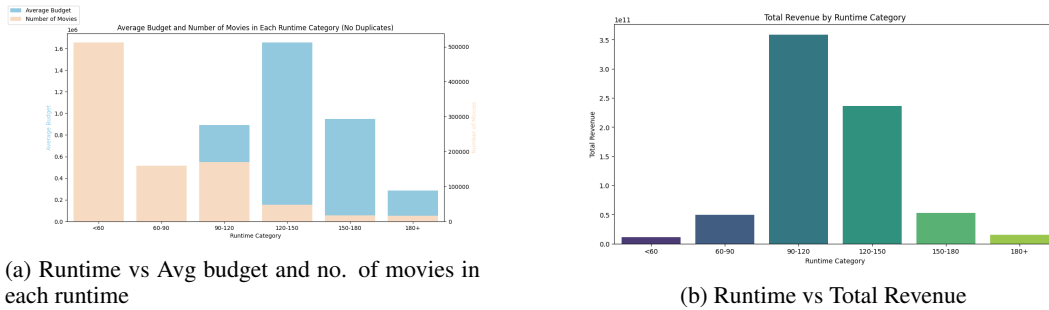 Average Budget
Number of Movies
Average Budget and Number of Movies in Each Runtime Category (No Duplicates)
1e6
1.6
1.4
1.2
1.0
0.8
0.6
0.4
0.2
0.0
Average Budget
500000
400000
300000
200000
100000
0
Number of Movies
<60
60-90
90-120
120-150
150-180
180+
Runtime Category
(a) Runtime vs Avg budget and no. of movies in
each runtime
Total Revenue by Runtime Category
1e11
3.5
3.0
2.5
2.0
1.5
1.0
0.5
0.0
Total Revenue
<60
60-90
90-120
120-150
150-180
180+
Runtime Category
(b) Runtime vs Total Revenue